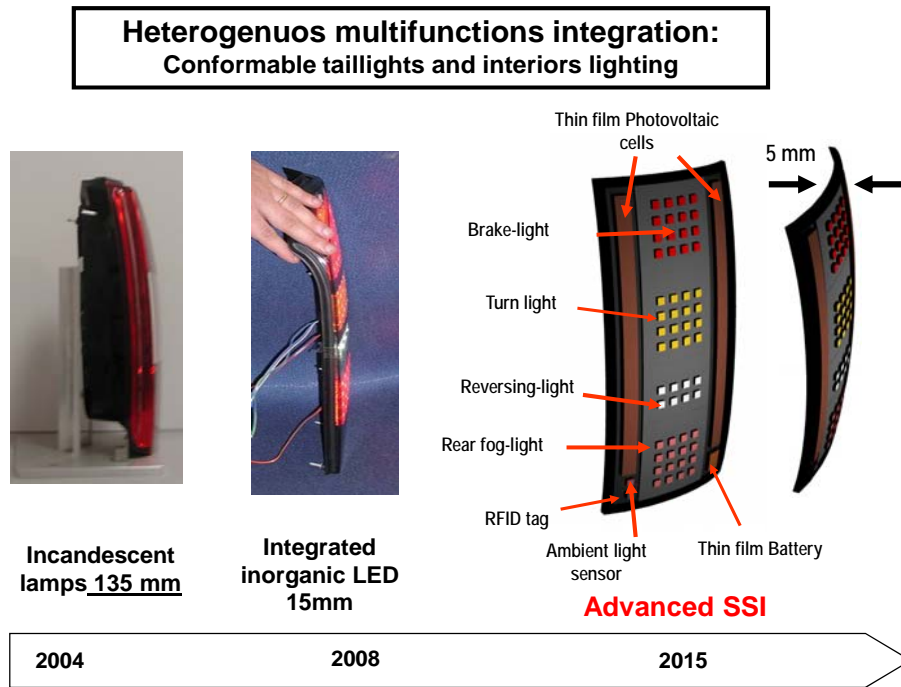 Heterogenuos multifunctions integration:
Conformable taillights and interiors lighting
Thin film Photovoltaic
cells
5 mm
Brake-light
Turn light
Reversing-light
Rear fog-light
RFID tag
Ambient light
sensor
Thin film Battery
Incandescent
lamps 135 mm
Integrated
inorganic LED
15mm
Advanced SSI
2004
2008
2015